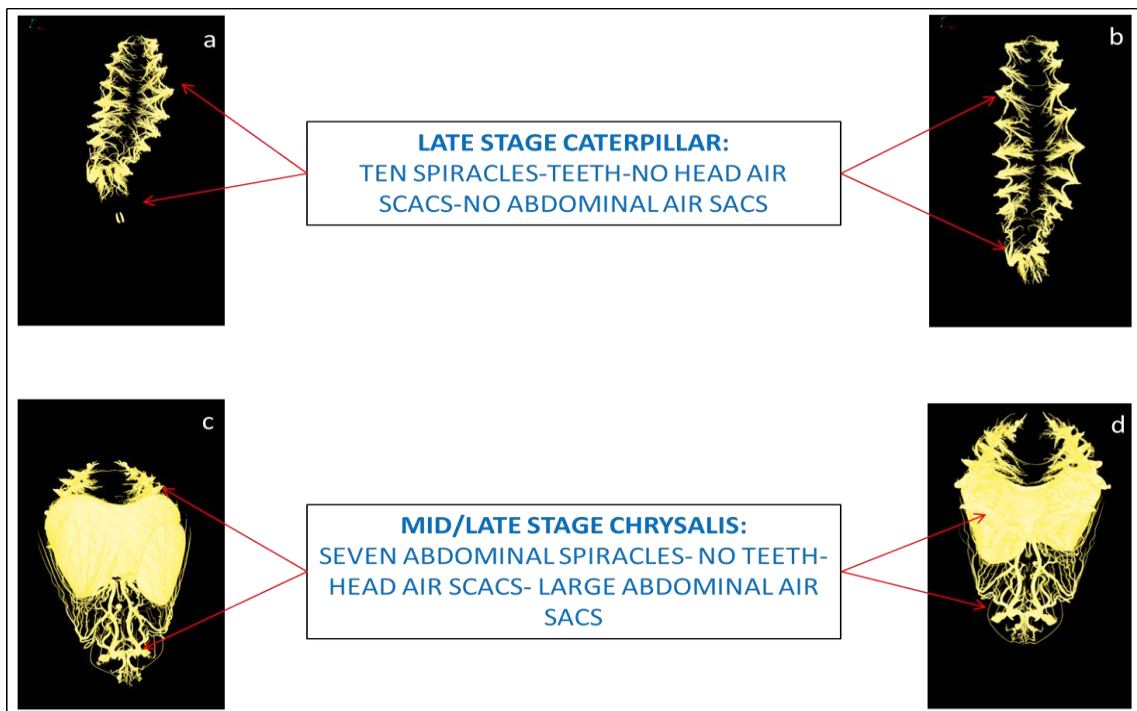 a
b
LATE STAGE CATERPILLAR:
TEN SPIRACLES-TEETH-NO HEAD AIR
SCACS-NO ABDOMINAL AIR SACS
c
d
MID/LATE STAGE CHRYSALIS:
SEVEN ABDOMINAL SPIRACLES- NO TEETH-
HEAD AIR SCACS- LARGE ABDOMINAL AIR
SACS